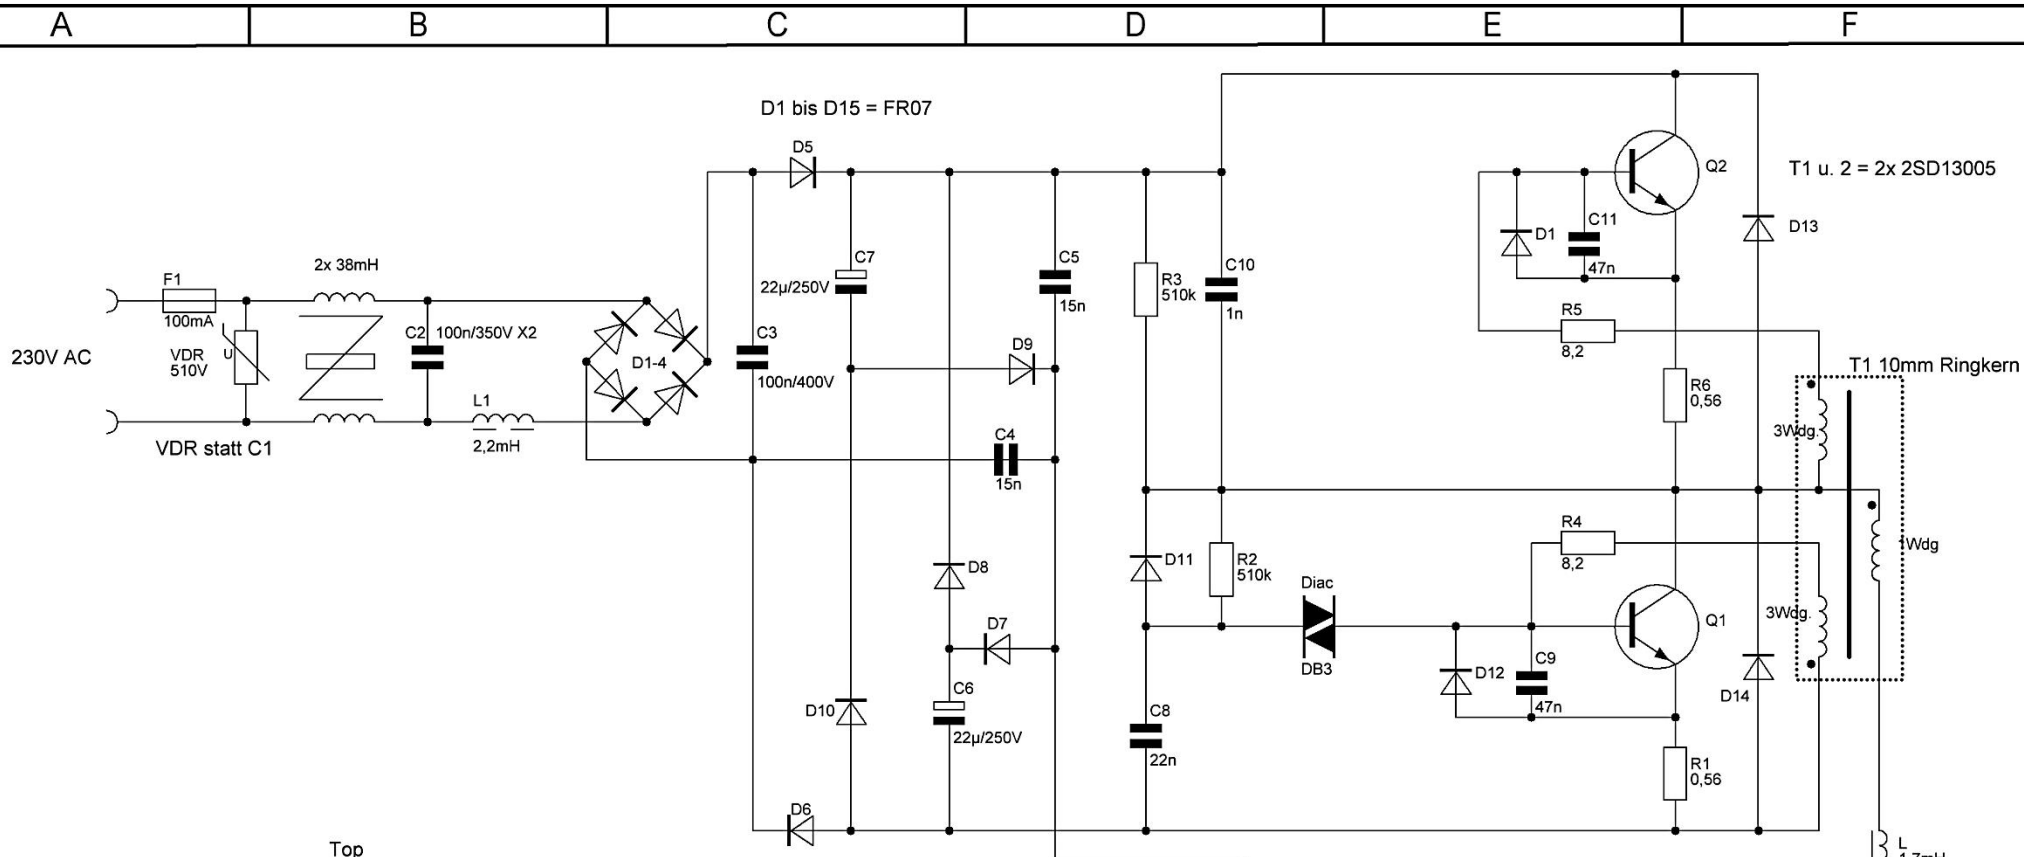 A B C D E F
D1 bis D15 = FR07
D5
Q2
T1 u. 2 = 2x 2SD13005
D13
C11
D1
47n
2x 38mH
F1
100mA
C7
22µ/250V
C5
15n
R3
510k
C10
1n
R5
8,2
230V AC
VDR
510V
U
C2
100n/350V X2
D1-4
C3
100n/400V
D9
T1 10mm Ringkern
R6
0,56
L1
2,2mH
VDR statt C1
C4
15n
3Wdg.
R4
8,2
D11
R2
510k
Wdg
D8
Diac
DB3
Q1
3Wdg.
D7
C9
47n
D12
D14
C6
22µ/250V
D10
C8
22n
R1
0,56
D6
Top
L
1,7mH